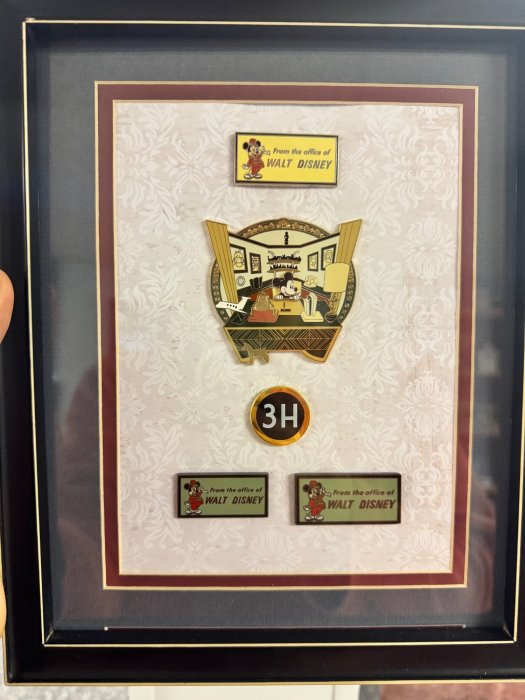 From the office of
WALT DISNEY
3H
From the office of
WALT DISNEY
From the office of
WALT DISNEY